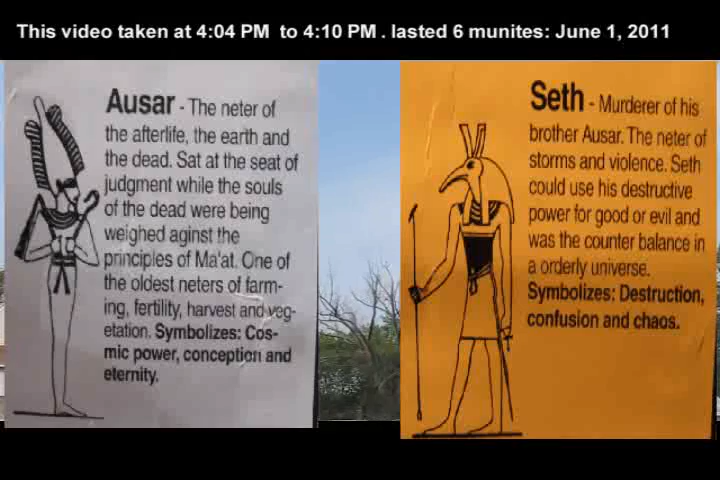 This video taken at 4:04 PM  to 4:10 PM . lasted 6 munites: June 1, 2011
Ausar - The neter of
the afterlife, the earth and
the dead. Sat at the seat of
judgment while the souls
of the dead were being
weighed aginst the
principles of Ma'at. One of
the oldest neters of farm-
ing, fertility, harvest and veg-
etation. Symbolizes: Cos-
mic power, conception and
eternity.
Seth - Murderer of his
brother Ausar. The neter of
storms and violence. Seth
could use his destructive
power for good or evil and
was the counter balance in
a orderly universe.
Symbolizes: Destruction,
confusion and chaos.